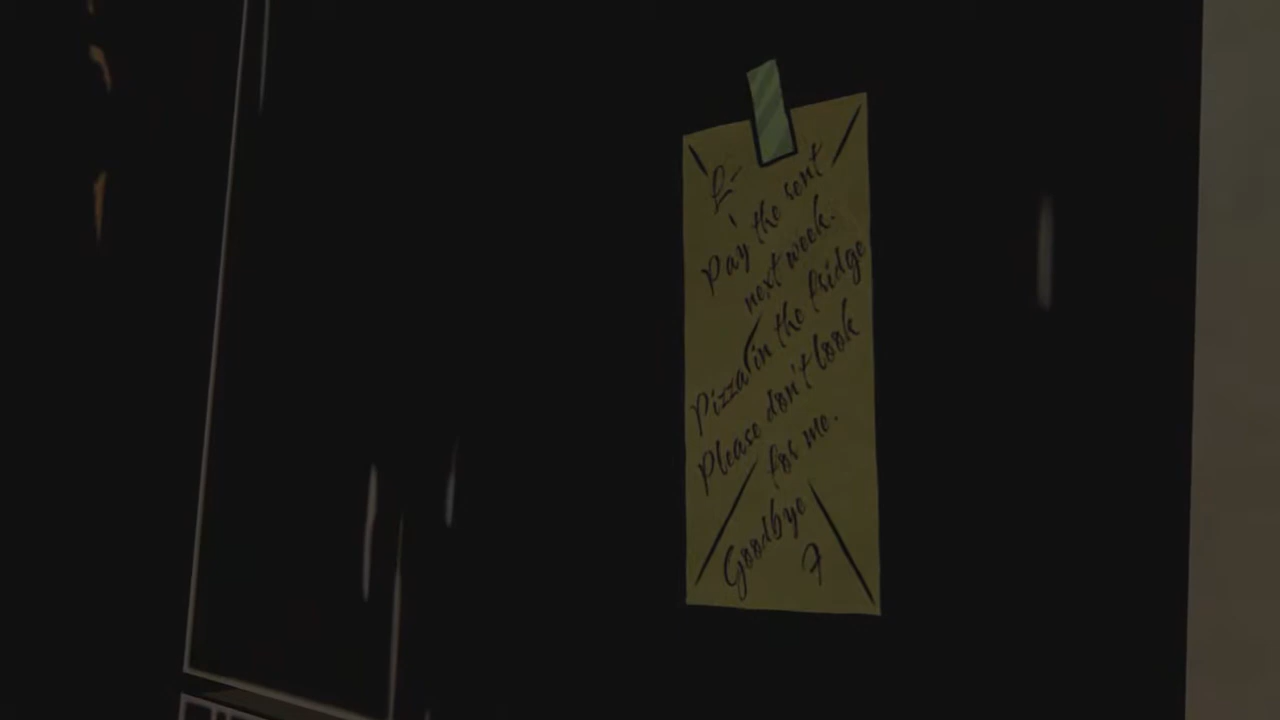 E-
Pay the rent
next week.
Pizza in the fridge
Please don't look
for me.
Goodbye
F